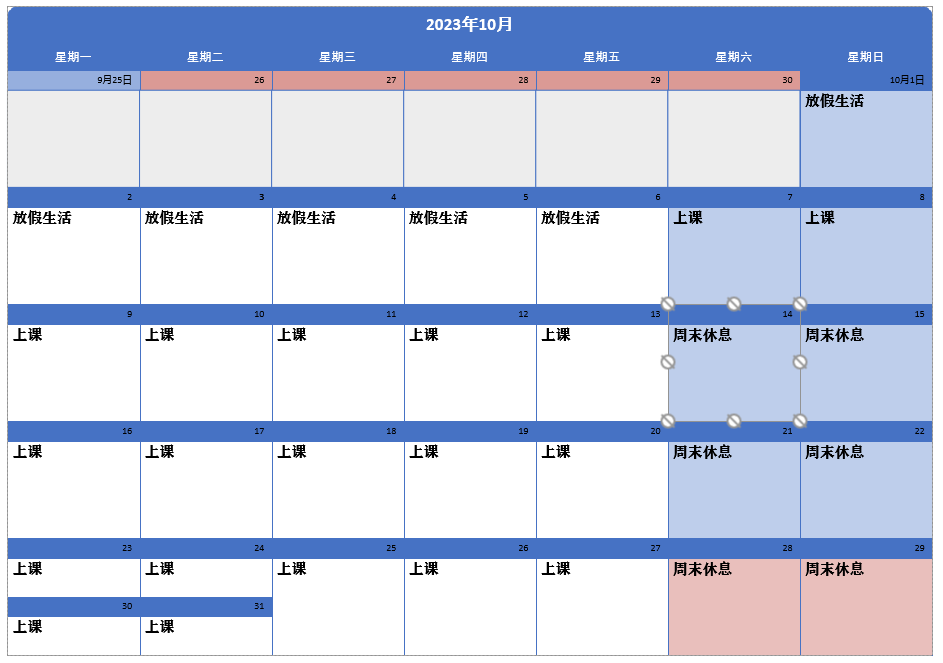 2023年10月
星期一 星期二 星期三 星期四 星期五 星期六 星期日
9月25日 26 27 28 29 30 10月1日
放假生活
2 3 4 5 6 7 8
放假生活 放假生活 放假生活 放假生活 放假生活 上课 上课
9 10 11 12 13 14 15
上课 上课 上课 上课 上课 周末休息 周末休息
16 17 18 19 20 21 22
上课 上课 上课 上课 上课 周末休息 周末休息
23 24 25 26 27 28 29
上课 上课 上课 上课 上课 周末休息 周末休息
30 31
上课 上课